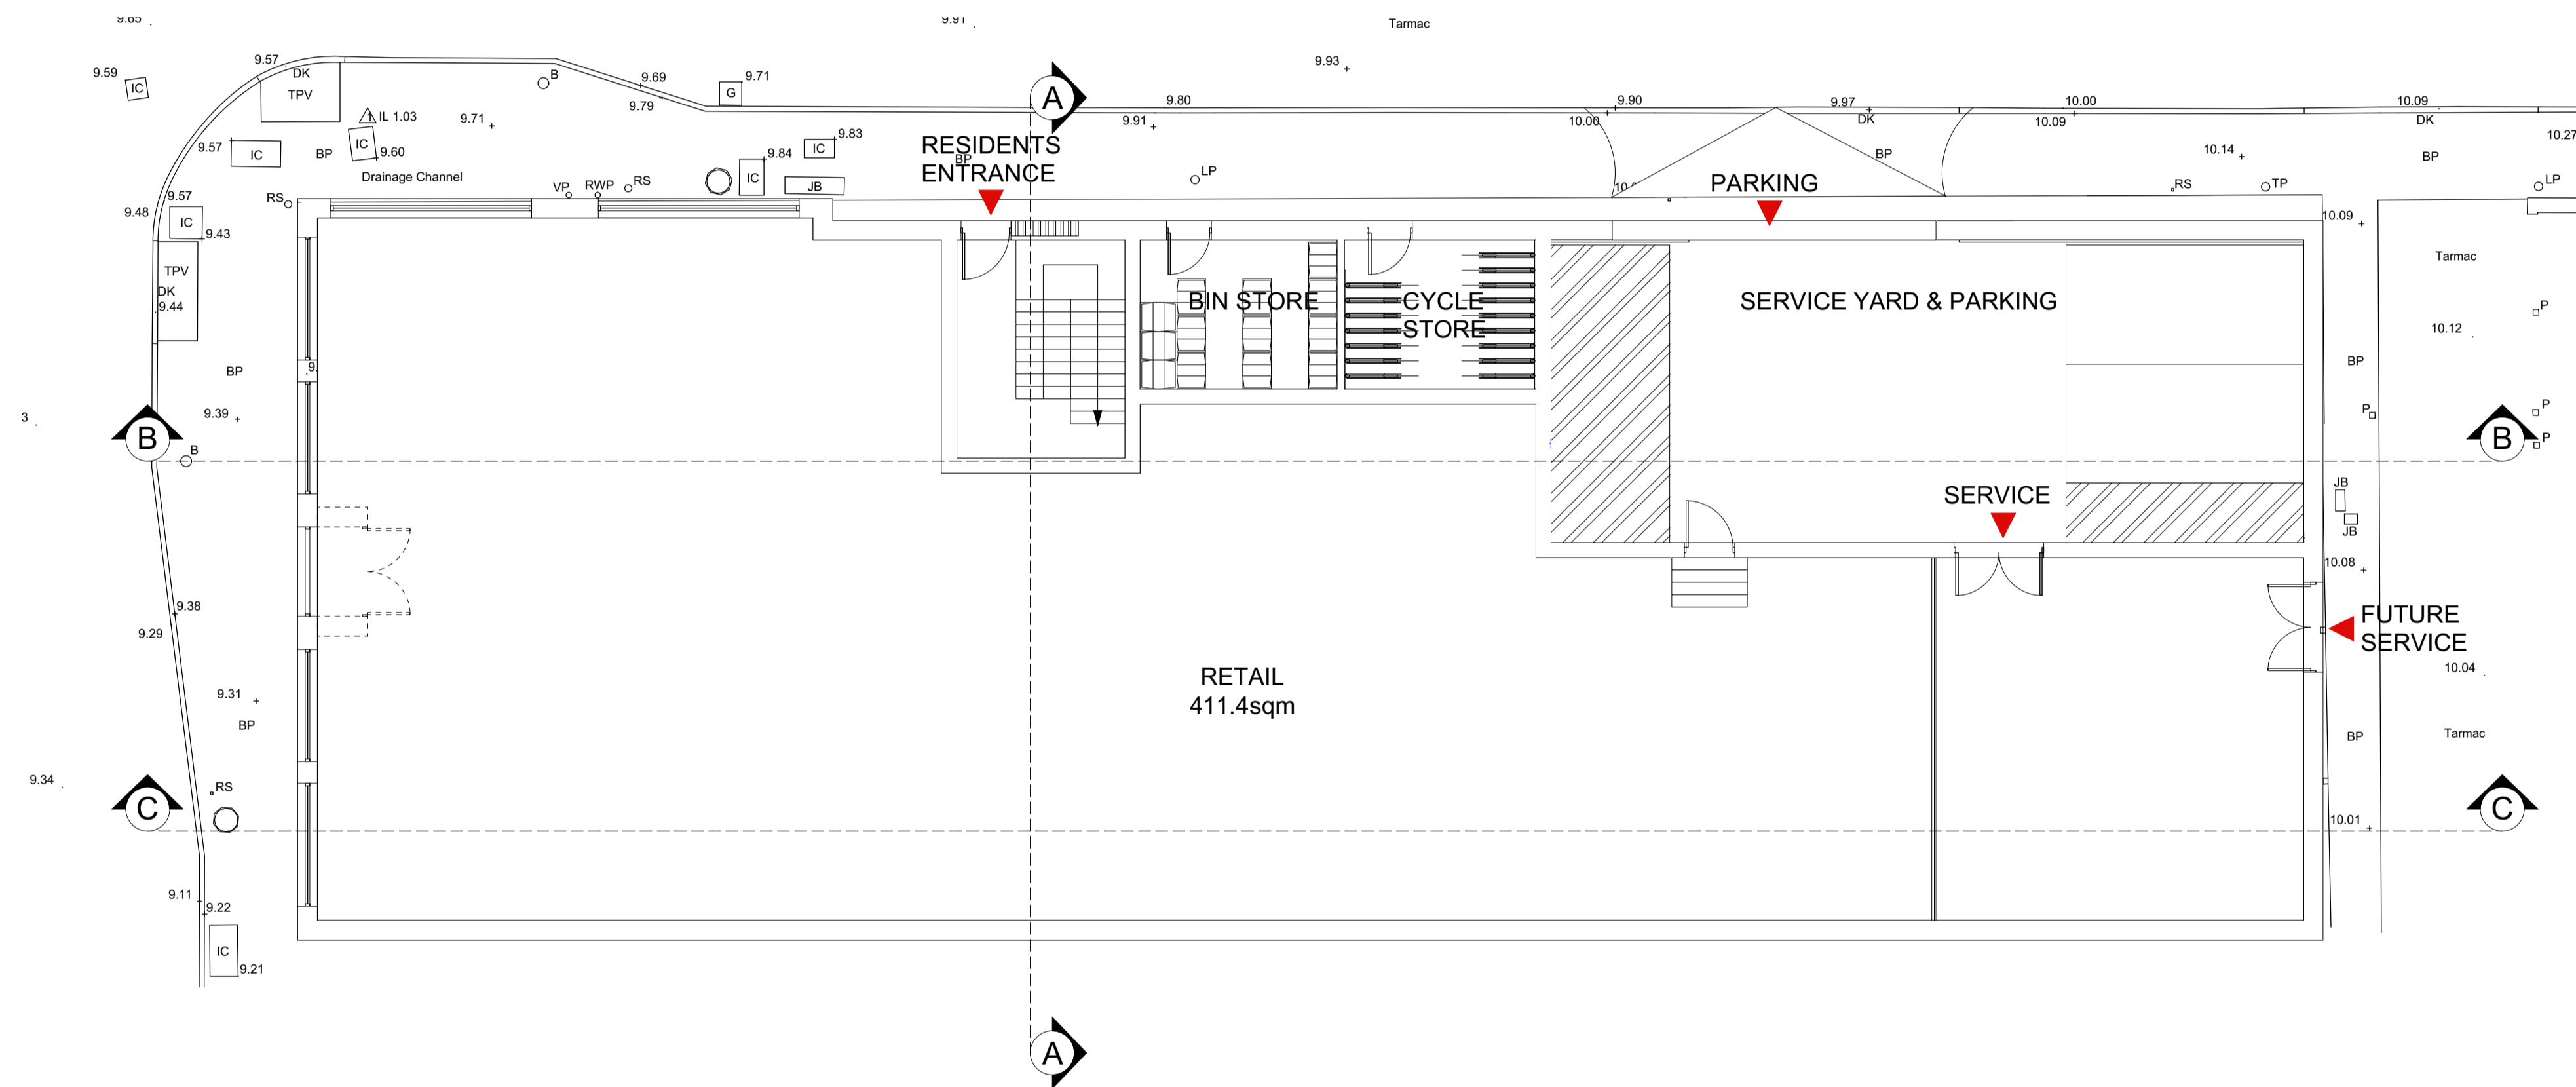 9.65
9.91
Tarmac
9.59
IC
9.57
DK
TPV
B
9.69
9.79
G
9.71
A
9.80
9.93
9.90
9.97
10.00
10.09
IL 1.03
9.71
9.83
9.91
10.00
DK
10.09
DK
10.27
9.57
IC
BP
IC
9.60
Drainage Channel
9.84
IC
IC
JB
RESIDENTS
ENTRANCE
BP
LP
BP
10.14
BP
VP
RWP
RS
PARKING
RS
TP
LP
9.57
9.48
RS
IC
9.43
10.09
TPV
DK
9.44
BIN STORE
CYCLE
STORE
SERVICE YARD & PARKING
Tarmac
P
10.12
BP
9.
BP
3
9.39
P
P
P
B
B
B
SERVICE
JB
JB
10.08
9.38
9.29
FUTURE
SERVICE
RETAIL
411.4sqm
10.04
9.31
BP
BP
Tarmac
9.34
RS
C
C
10.01
9.11
9.22
IC
9.21
A